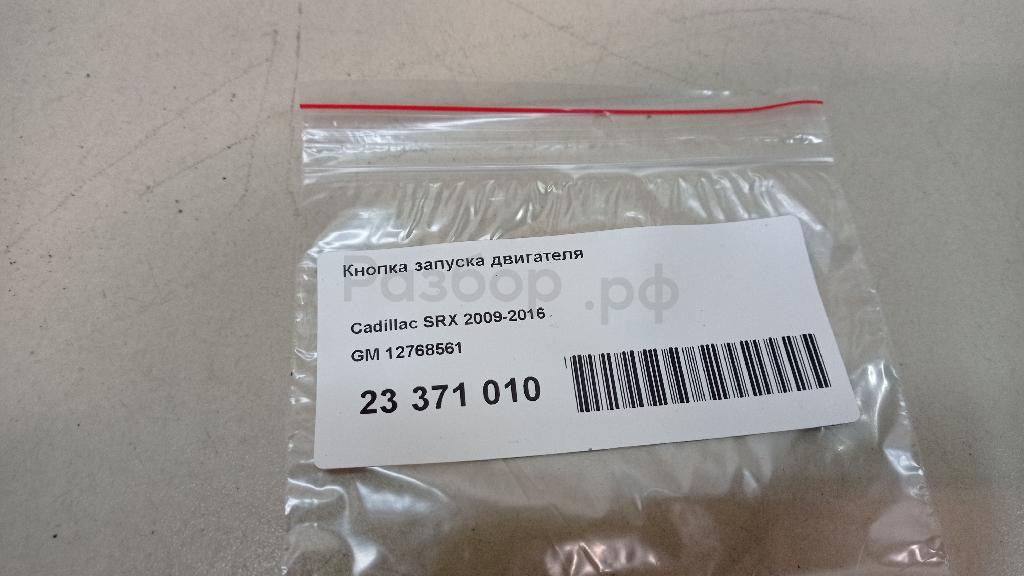 Кнопка запуска двигателя
Разбор.рф
Cadillac SRX 2009-2016
GM 12768561
23 371 010